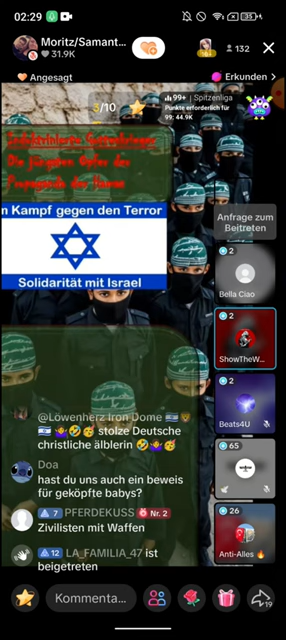 02:29
35
Moritz/Samant...
31.9K
132
Angesagt
Erkunden >
3/10
99+ | Spitzenliga
Punkte erforderlich für
99: 44.9K
Indoktrinierte Gotteskrieger
Die jüngsten Opfer der
Propaganda der Hamas
m Kampf gegen den Terror
Solidarität mit Israel
Anfrage zum
Beitreten
2
Bella Ciao
2
ShowTheW...
2
Beats4U
65
26
Anti-Alles 🔥
@Löwenherz Iron Dome 🇮🇱🦁
🇮🇱🤷‍♀️🤣🥳 stolze Deutsche
christliche älblerin 🤣🤷‍♀️🥳
Doa
hast du uns auch ein beweis
für geköpfte babys?
7 PFERDEKUSS Nr. 2
Zivilisten mit Waffen
12 LA_FAMILIA_47 ist
beigetreten
Kommenta...
19